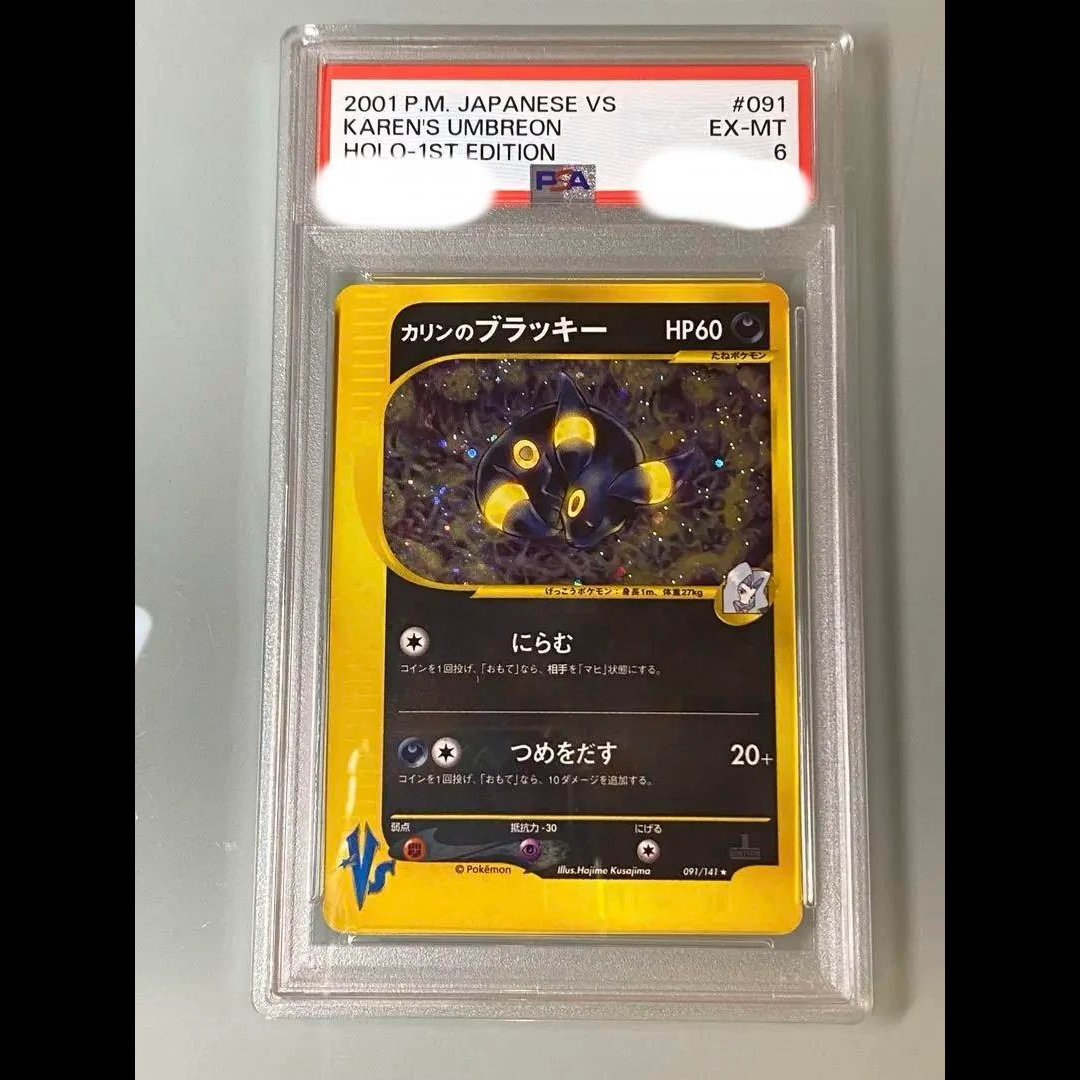 2001 P.M. JAPANESE VS #091
KAREN'S UMBREON EX-MT
HOLO-1ST EDITION 6
PSA
カリンのブラッキー HP60
たねポケモン
げっこうポケモン：身長1m、体重27kg
にらむ
コインを1回投げ、「おもて」なら、相手を「マヒ」状態にする。
つめをだす 20+
コインを1回投げ、「おもて」なら、10ダメージを追加する。
弱点 抵抗力-30 にげる
1 EDITION
VS
©Pokémon Illus.Hajime Kusajima 091/141★